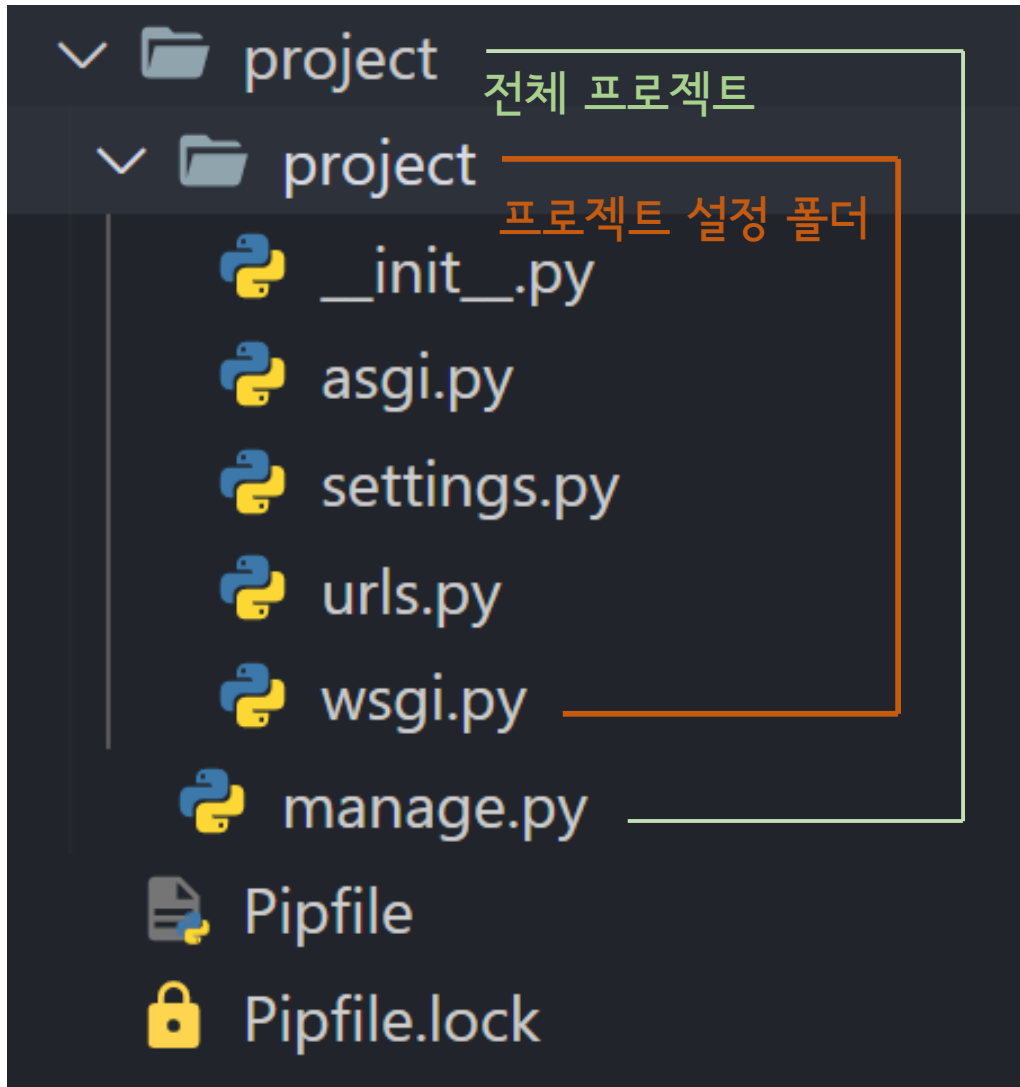 project
전체 프로젝트
project
프로젝트 설정 폴더
__init__.py
asgi.py
settings.py
urls.py
wsgi.py
manage.py
Pipfile
Pipfile.lock